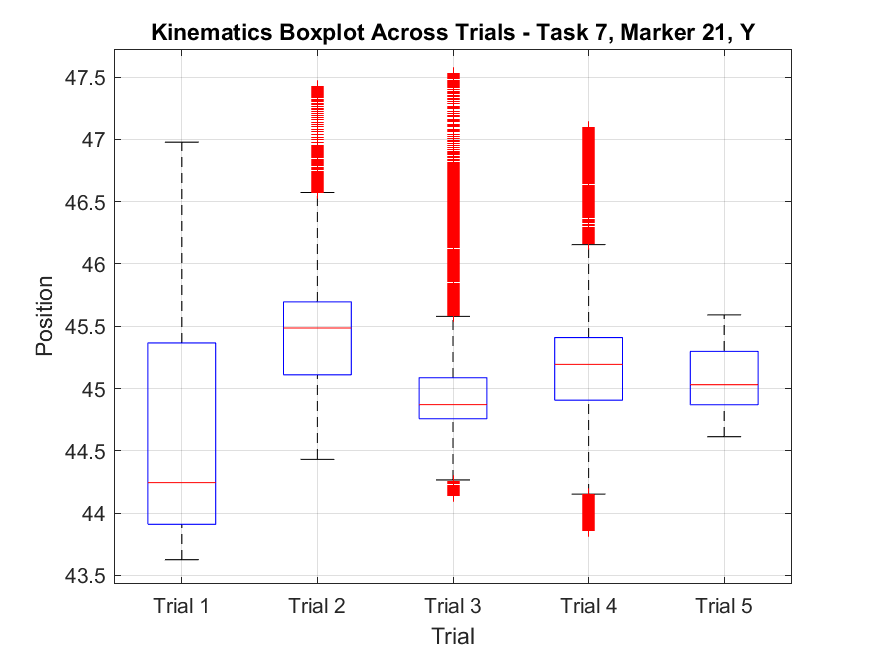 Kinematics Boxplot Across Trials - Task 7, Marker 21, Y
47.5
47
46.5
46
45.5
45
44.5
44
43.5
Position
Trial 1 Trial 2 Trial 3 Trial 4 Trial 5
Trial